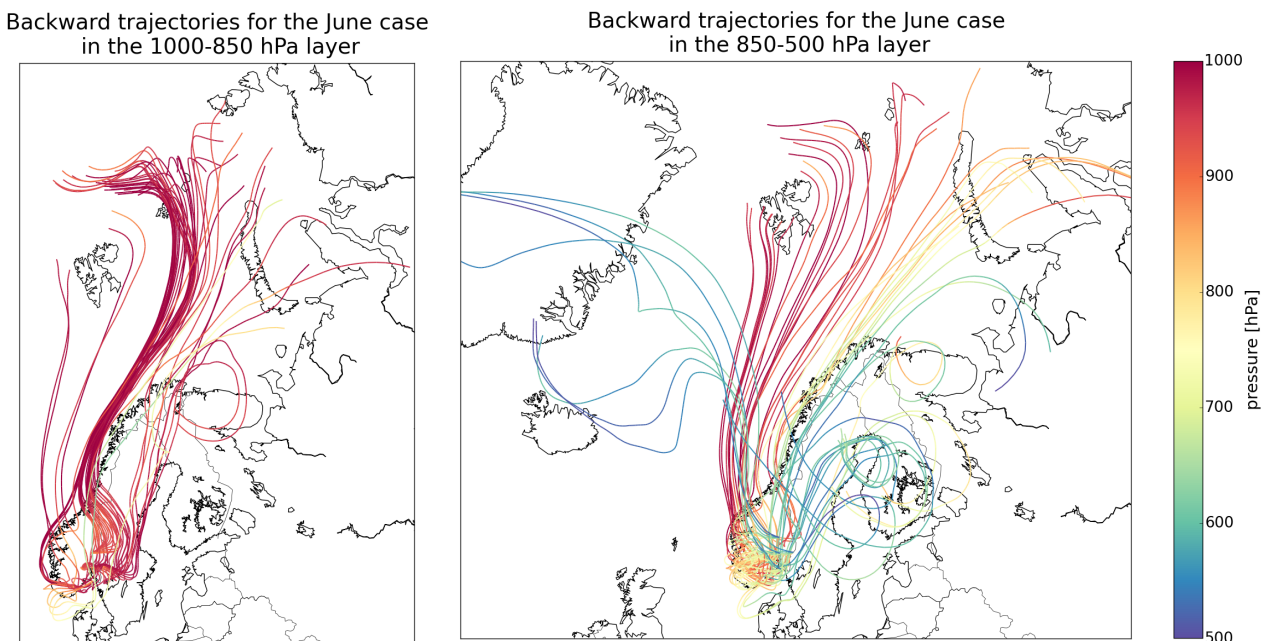 Backward trajectories for the June case
in the 1000-850 hPa layer
Backward trajectories for the June case
in the 850-500 hPa layer
1000
900
800
700
600
500
pressure [hPa]